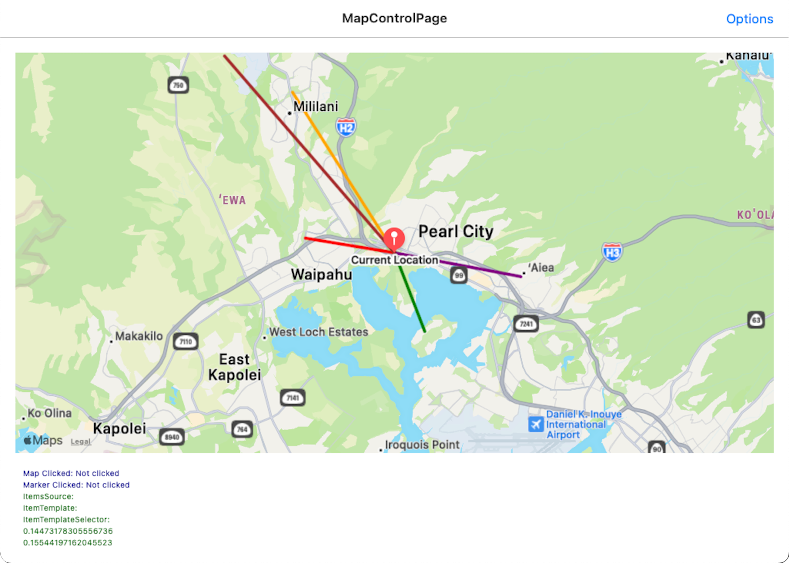 MapControlPage
Options
Kahalu'
750
Mililani
H2
'EWA
KO'OLA
Pearl City
H3
Current Location
'Aiea
Waipahu
99
7241
63
West Loch Estates
Makakilo
7110
East
Kapolei
7141
Ko Olina
Kapolei
764
8940
Daniel K. Inouye
International
Airport
Maps
Legal
Iroquois Point
90
Map Clicked: Not clicked
Marker Clicked: Not clicked
ItemsSource:
ItemTemplate:
ItemTemplateSelector:
0.14473178305556736
0.15544197162045523